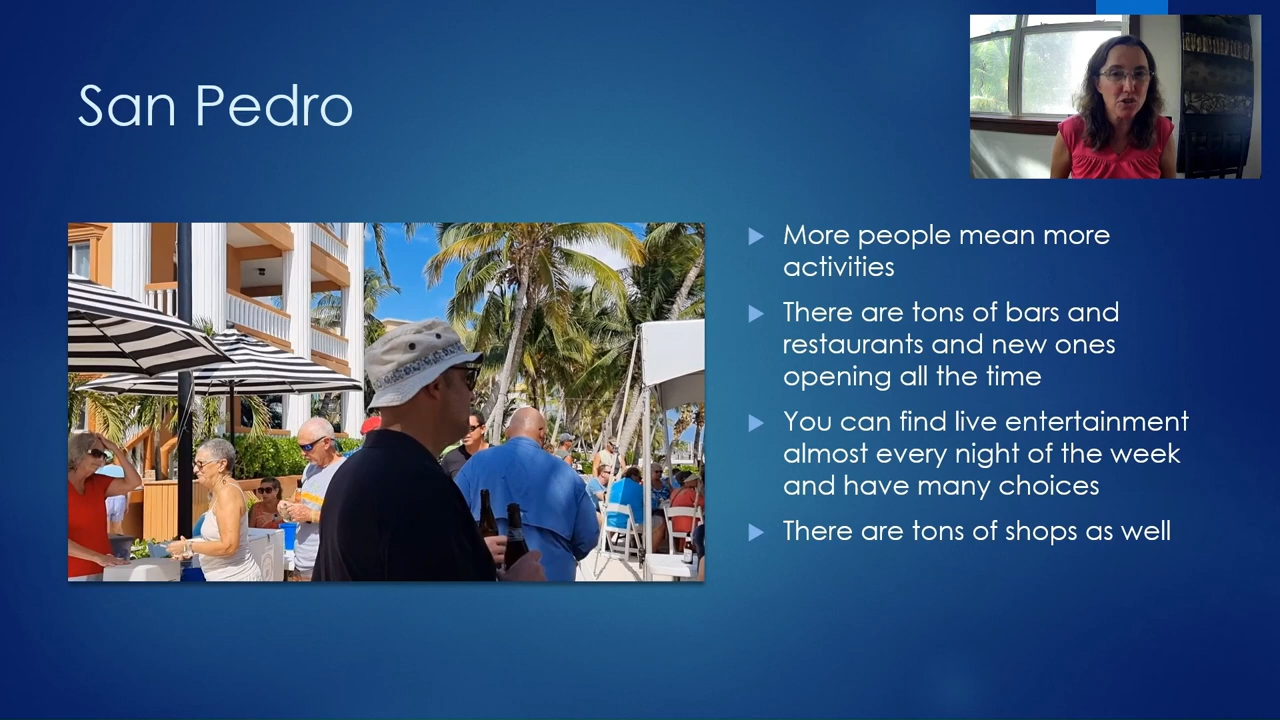 San Pedro
More people mean more
activities
There are tons of bars and
restaurants and new ones
opening all the time
You can find live entertainment
almost every night of the week
and have many choices
There are tons of shops as well